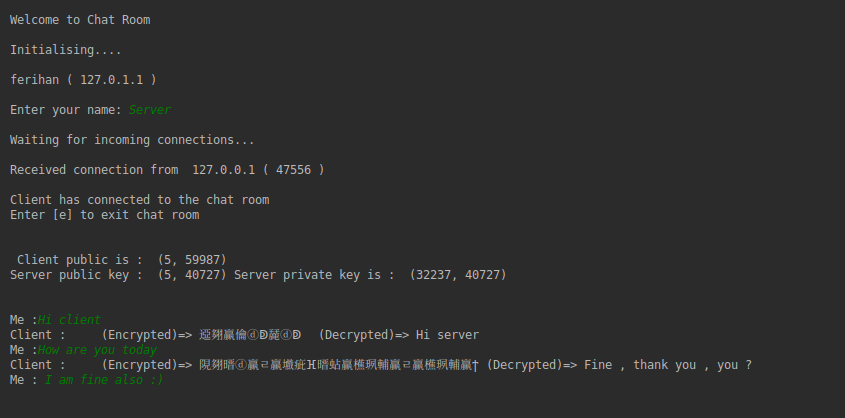 Welcome to Chat Room
Initialising....
ferihan ( 127.0.1.1 )
Enter your name: Server
Waiting for incoming connections...
Received connection from  127.0.0.1 ( 47556 )
Client has connected to the chat room
Enter [e] to exit chat room
Client public is :  (5, 59987)
Server public key :  (5, 40727) Server private key is :  (32237, 40727)
Me :Hi client
Client :     (Encrypted)=> (Decrypted)=> Hi server
Me :How are you today
Client :     (Encrypted)=> (Decrypted)=> Fine , thank you , you ?
Me : I am fine also :)